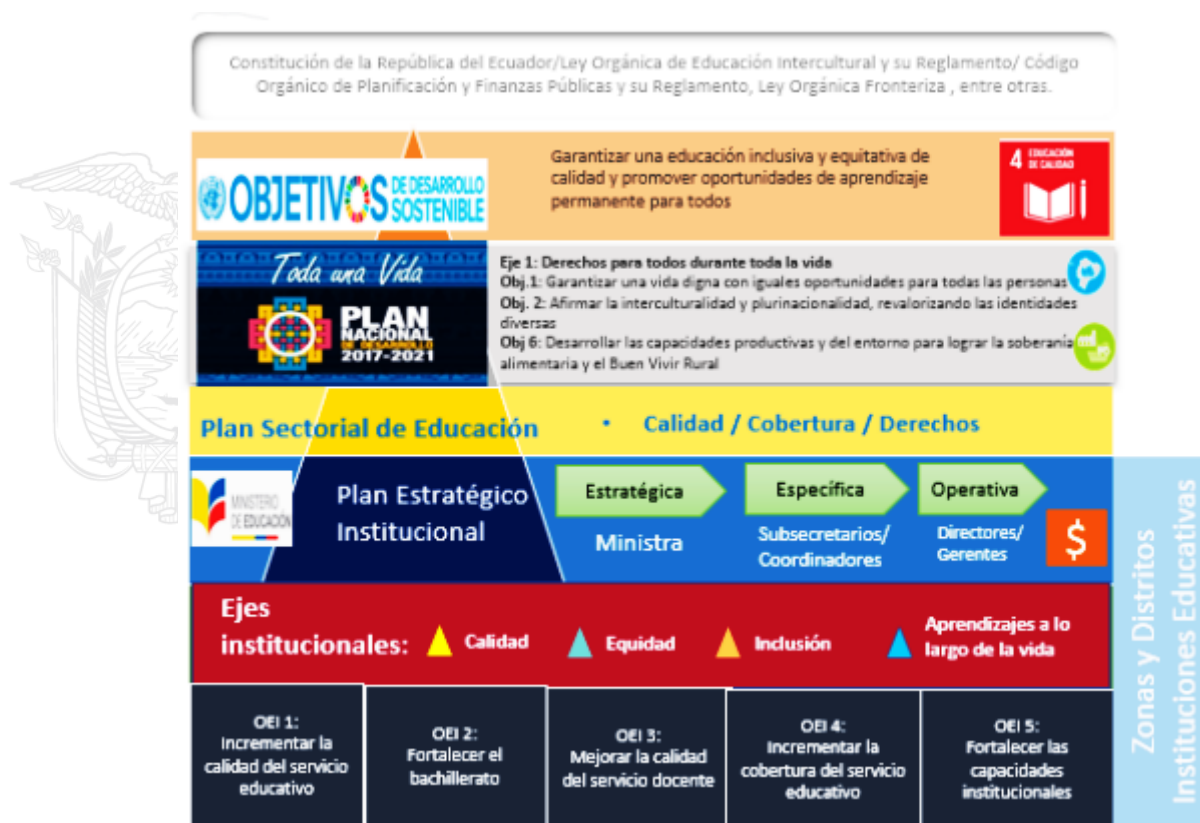 Constitución de la República del Ecuador/Ley Orgánica de Educación Intercultural y su Reglamento/ Código
Orgánico de Planificación y Finanzas Públicas y su Reglamento, Ley Orgánica Fronteriza , entre otras.
OBJETIVOS
DE DESARROLLO
SOSTENIBLE
Garantizar una educación inclusiva y equitativa de
calidad y promover oportunidades de aprendizaje
permanente para todos
4 EDUCACIÓN
DE CALIDAD
Toda una Vida
PLAN
NACIONAL
DE DESARROLLO
2017-2021
Eje 1: Derechos para todos durante toda la vida
Obj.1: Garantizar una vida digna con iguales oportunidades para todas las personas
Obj. 2: Afirmar la interculturalidad y plurinacionalidad, revalorizando las identidades
diversas
Obj 6: Desarrollar las capacidades productivas y del entorno para lograr la soberanía
alimentaria y el Buen Vivir Rural
Plan Sectorial de Educación
• Calidad / Cobertura / Derechos
MINISTERIO
DE EDUCACIÓN
Plan Estratégico
Institucional
Estratégica
Ministra
Específica
Subsecretarios/
Coordinadores
Operativa
Directores/
Gerentes
$
Ejes
institucionales:
Calidad
Equidad
Inclusión
Aprendizajes a lo
largo de la vida
OEI 1:
Incrementar la
calidad del servicio
educativo
OEI 2:
Fortalecer el
bachillerato
OEI 3:
Mejorar la calidad
del servicio docente
OEI 4:
Incrementar la
cobertura del servicio
educativo
OEI 5:
Fortalecer las
capacidades
institucionales
Zonas y Distritos
Instituciones Educativas